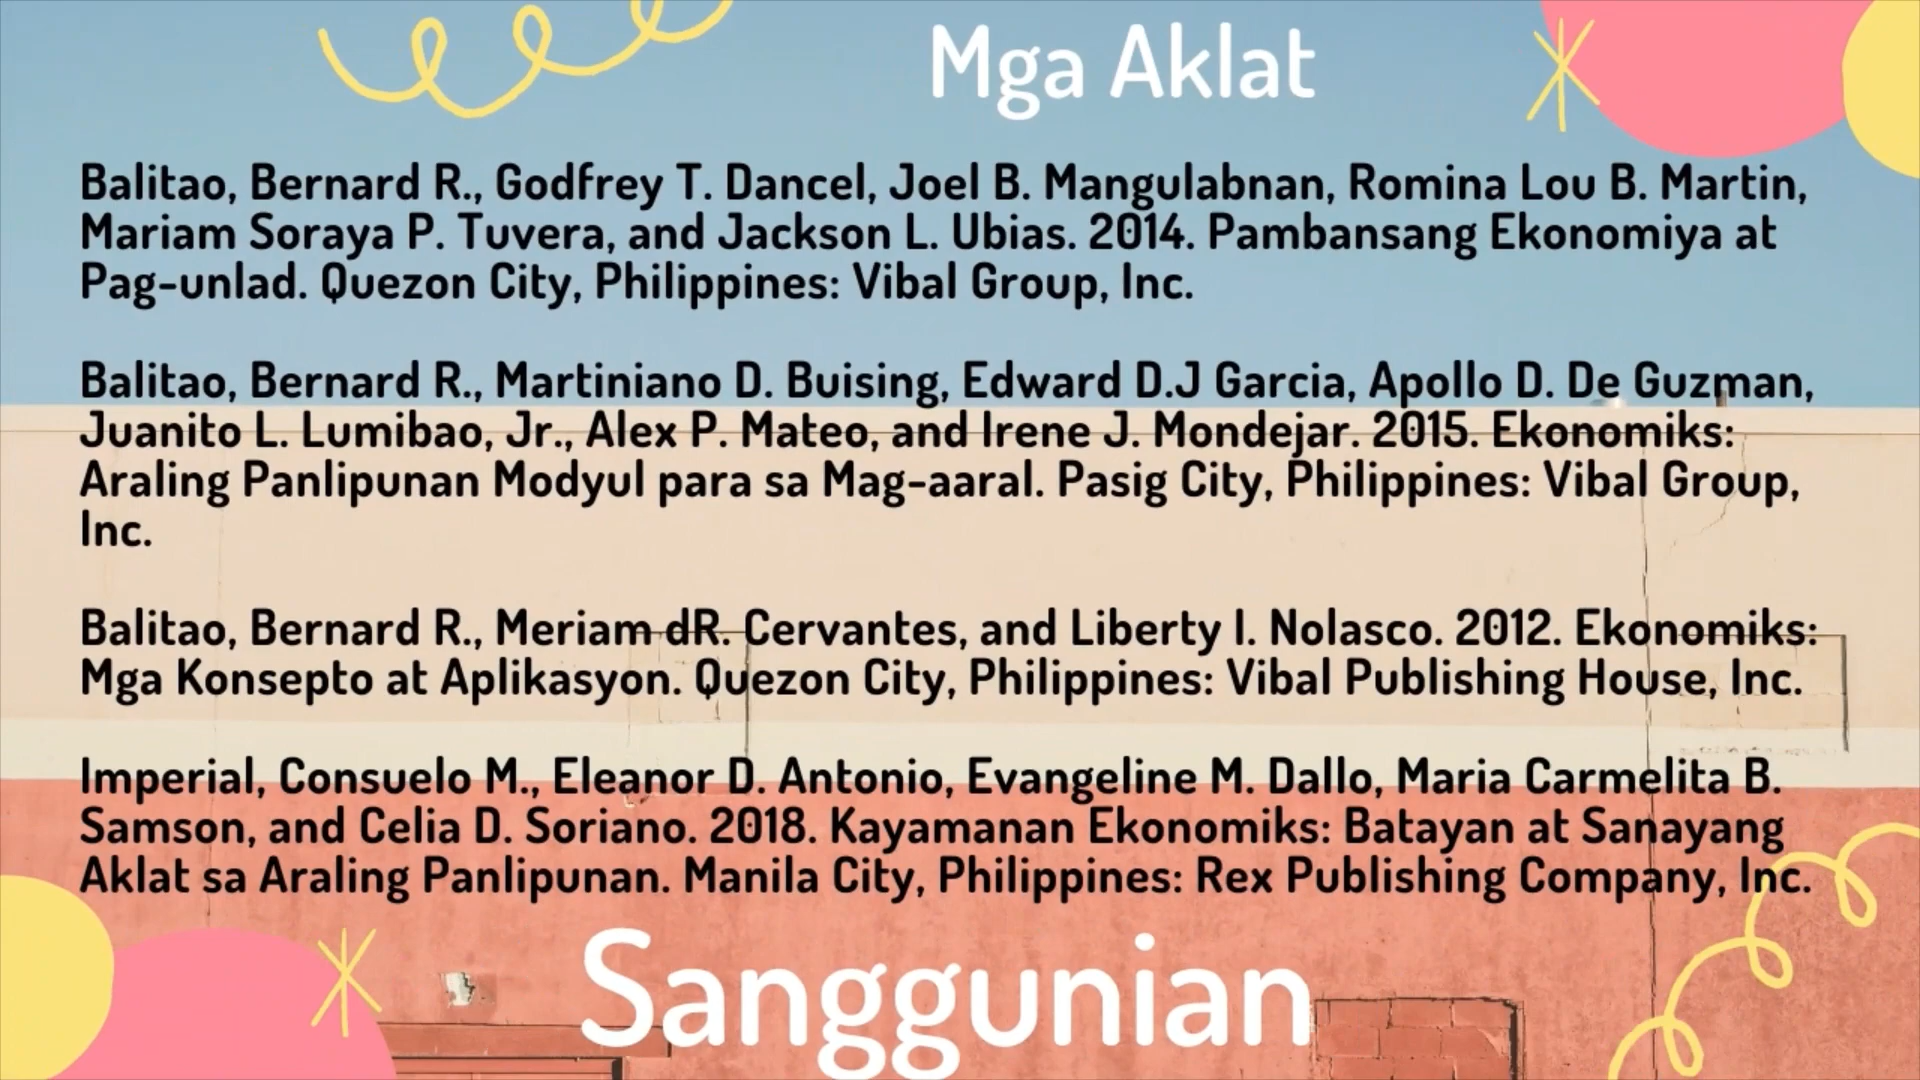 Mga Aklat
Balitao, Bernard R., Godfrey T. Dancel, Joel B. Mangulabnan, Romina Lou B. Martin,
Mariam Soraya P. Tuvera, and Jackson L. Ubias. 2014. Pambansang Ekonomiya at
Pag-unlad. Quezon City, Philippines: Vibal Group, Inc.
Balitao, Bernard R., Martiniano D. Buising, Edward D.J Garcia, Apollo D. De Guzman,
Juanito L. Lumibao, Jr., Alex P. Mateo, and Irene J. Mondejar. 2015. Ekonomiks:
Araling Panlipunan Modyul para sa Mag-aaral. Pasig City, Philippines: Vibal Group,
Inc.
Balitao, Bernard R., Meriam dR. Cervantes, and Liberty I. Nolasco. 2012. Ekonomiks:
Mga Konsepto at Aplikasyon. Quezon City, Philippines: Vibal Publishing House, Inc.
Imperial, Consuelo M., Eleanor D. Antonio, Evangeline M. Dallo, Maria Carmelita B.
Samson, and Celia D. Soriano. 2018. Kayamanan Ekonomiks: Batayan at Sanayang
Aklat sa Araling Panlipunan. Manila City, Philippines: Rex Publishing Company, Inc.
Sanggunian